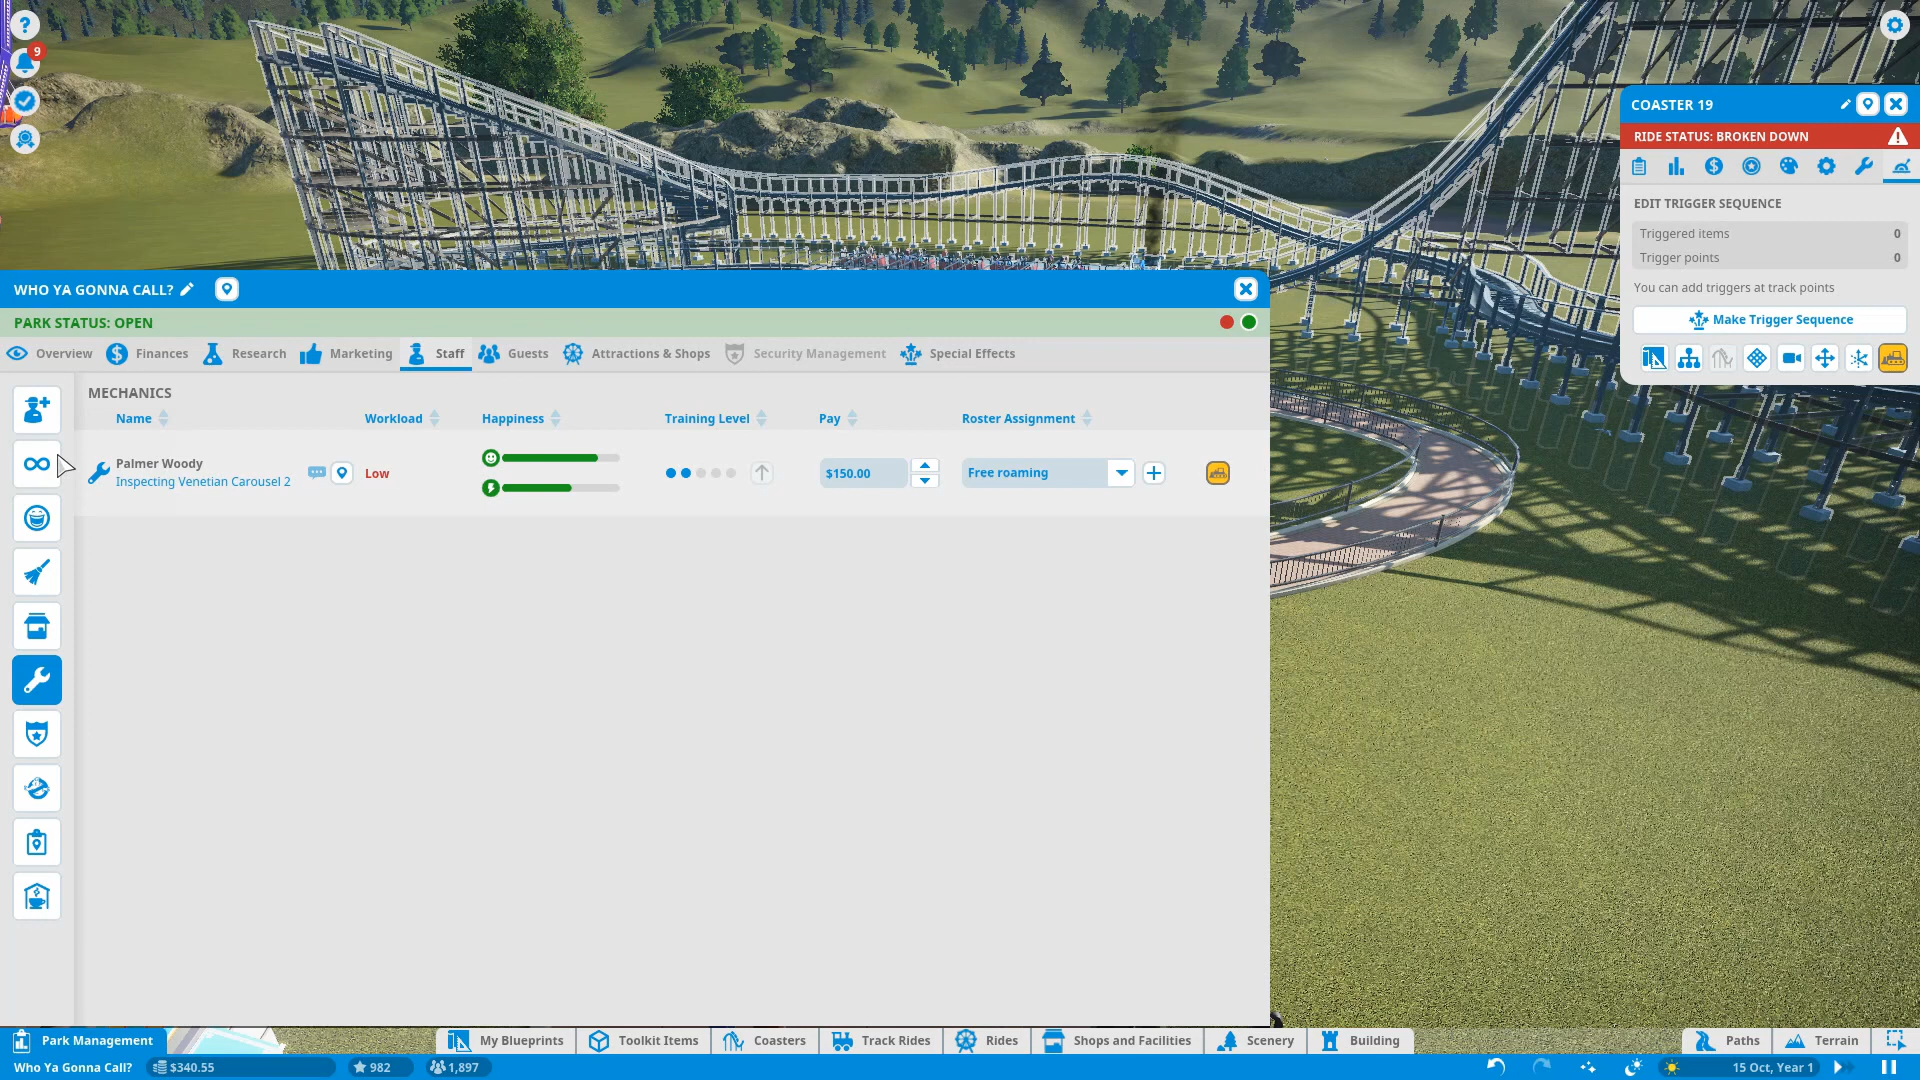 9
COASTER 19
RIDE STATUS: BROKEN DOWN
EDIT TRIGGER SEQUENCE
Triggered items 0
Trigger points 0
You can add triggers at track points
Make Trigger Sequence
WHO YA GONNA CALL?
PARK STATUS: OPEN
Overview Finances Research Marketing Staff Guests Attractions & Shops Security Management Special Effects
MECHANICS
Name Workload Happiness Training Level Pay Roster Assignment
Palmer Woody
Inspecting Venetian Carousel 2
Low
$150.00
Free roaming
Park Management My Blueprints Toolkit Items Coasters Track Rides Rides Shops and Facilities Scenery Building Paths Terrain
Who Ya Gonna Call? $340.55 982 1,897 15 Oct, Year 1